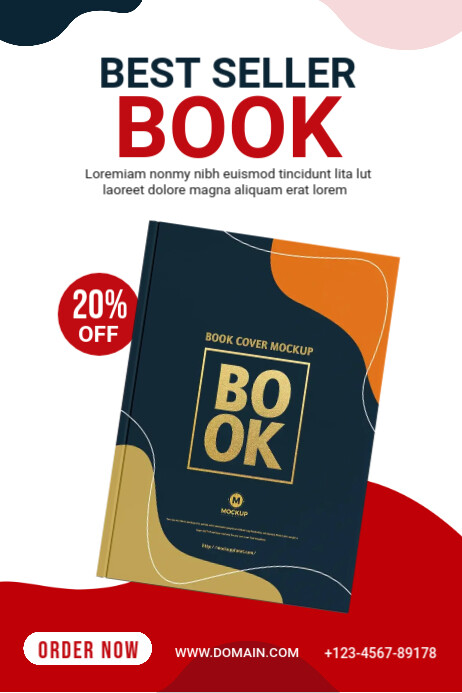 BEST SELLER
BOOK
Loremiam nonmy nibh euismod tincidunt lita lut
laoreet dolore magna aliquam erat lorem
20%
OFF
BOOK COVER MOCKUP
BO
OK
M
MOCKUP
ORDER NOW
WWW.DOMAIN.COM
+123-4567-89178